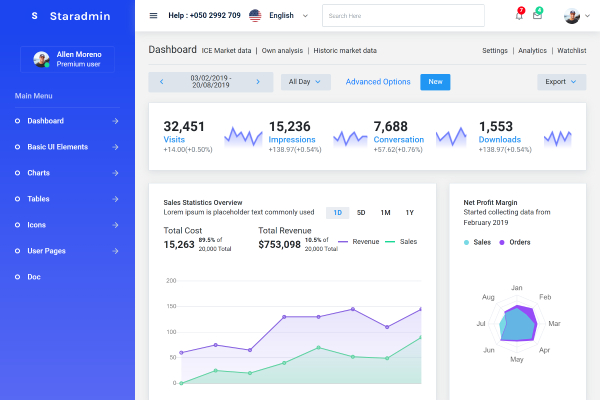 S Staradmin
Help : +050 2992 709 English Search Here 7 4
Allen Moreno
Premium user
Main Menu
Dashboard
Basic UI Elements
Charts
Tables
Icons
User Pages
Doc
Dashboard ICE Market data | Own analysis | Historic market data Settings | Analytics | Watchlist
03/02/2019 -
20/08/2019
All Day Advanced Options New Export
32,451 15,236 7,688 1,553
Visits Impressions Conversation Downloads
+14.00(+0.50%) +138.97(+0.54%) +57.62(+0.76%) +138.97(+0.54%)
Sales Statistics Overview
Lorem ipsum is placeholder text commonly used
1D 5D 1M 1Y
Total Cost Total Revenue
15,263 89.5% of
20,000 Total
$753,098 10.5% of
20,000 Total
Revenue Sales
200
150
100
50
0
Net Profit Margin
Started collecting data from
February 2019
Sales Orders
Jan
Aug Feb
Jul Mar
Jun Apr
May